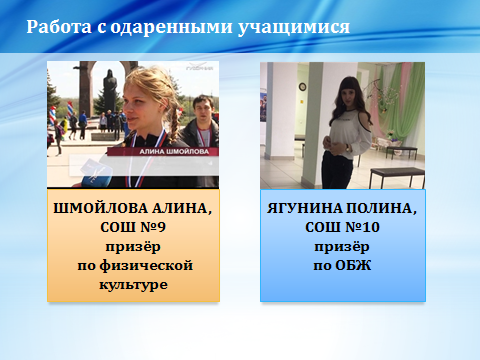 Работа с одаренными учащимися
ГУБЕРНИЯ
АЛИНА ШМОЙЛОВА
ШМОЙЛОВА АЛИНА,
СОШ №9
призёр
по физической
культуре
ЯГУНИНА ПОЛИНА,
СОШ №10
призёр
по ОБЖ